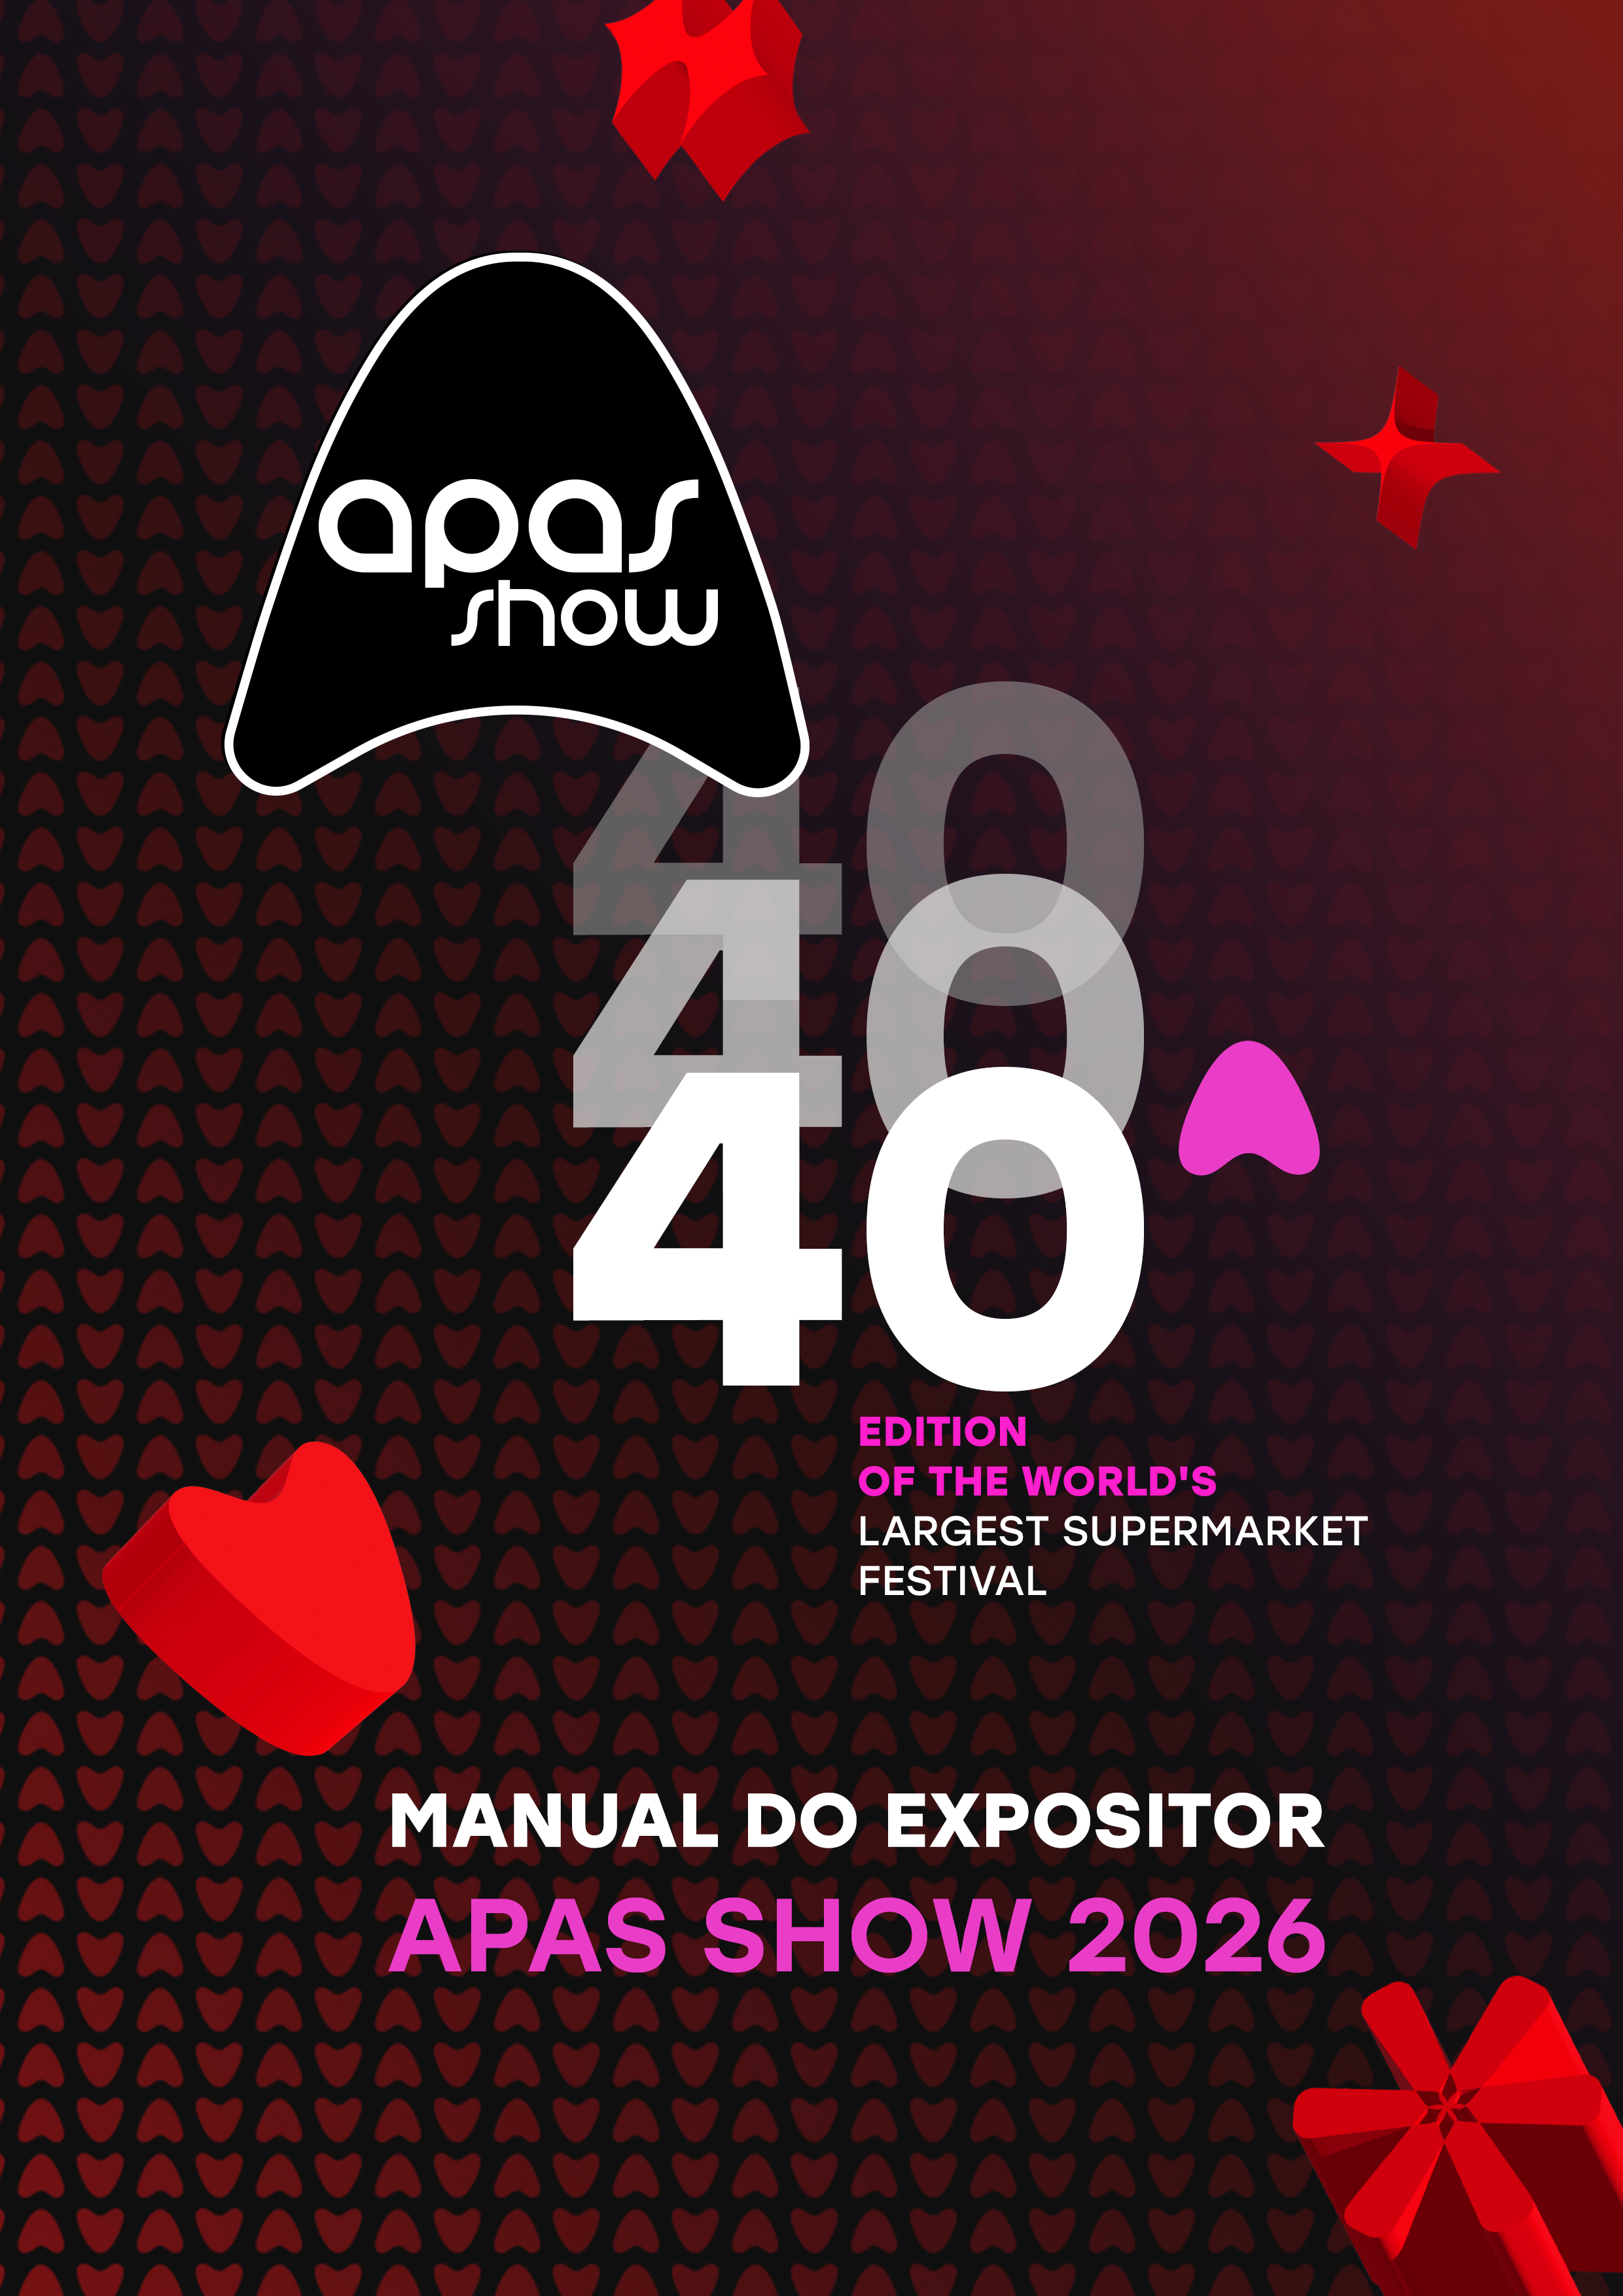 apas
show
40
40
40
EDITION
OF THE WORLD'S
LARGEST SUPERMARKET
FESTIVAL
MANUAL DO EXPOSITOR
APAS SHOW 2026